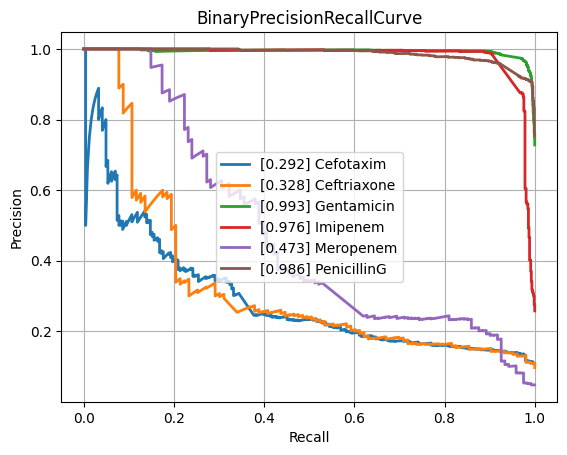 BinaryPrecisionRecallCurve
Precision
1.0
0.8
0.6
0.4
0.2
[0.292] Cefotaxim
[0.328] Ceftriaxone
[0.993] Gentamicin
[0.976] Imipenem
[0.473] Meropenem
[0.986] PenicillinG
0.0 0.2 0.4 0.6 0.8 1.0
Recall